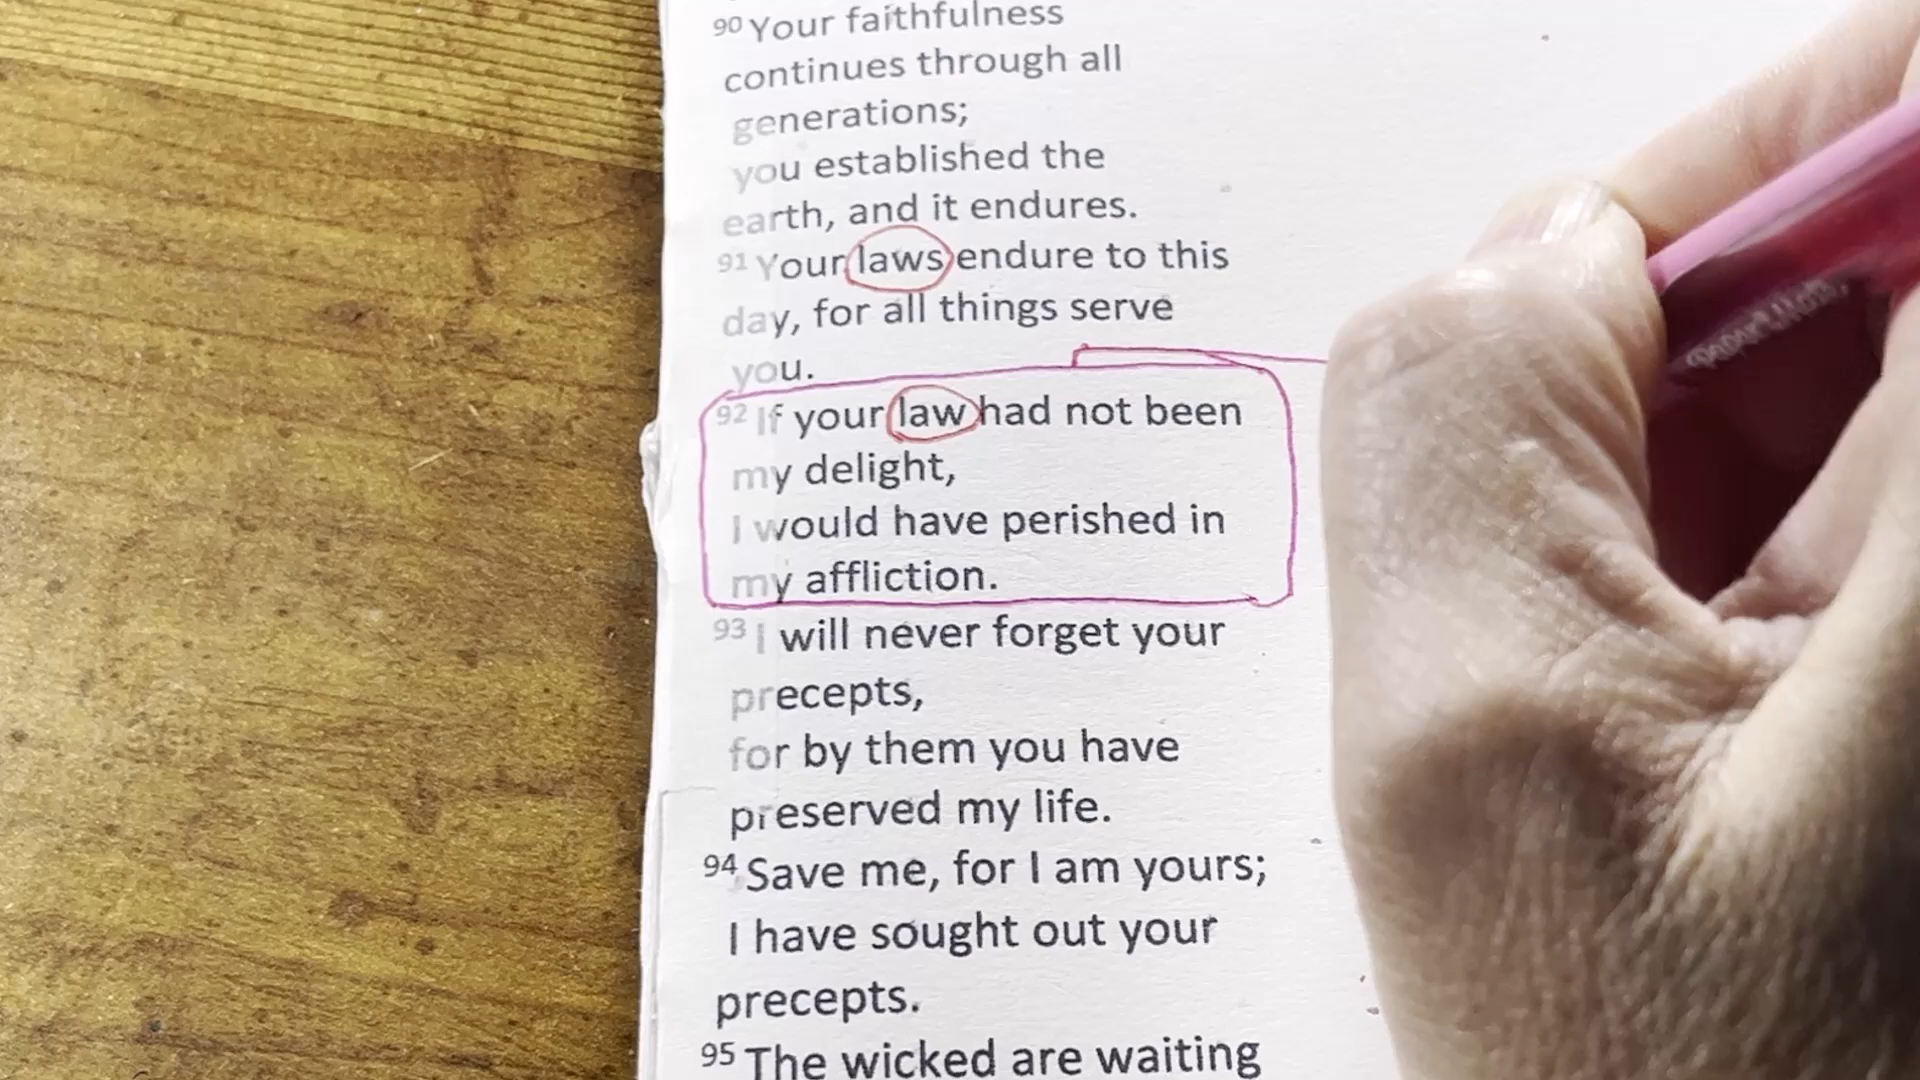 90 Your faithfulness
continues through all
generations;
you established the
earth, and it endures.
91 Your laws endure to this
day, for all things serve
you.
92 If your law had not been
my delight,
I would have perished in
my affliction.
93 I will never forget your
precepts,
for by them you have
preserved my life.
94 Save me, for I am yours;
I have sought out your
precepts.
95 The wicked are waiting